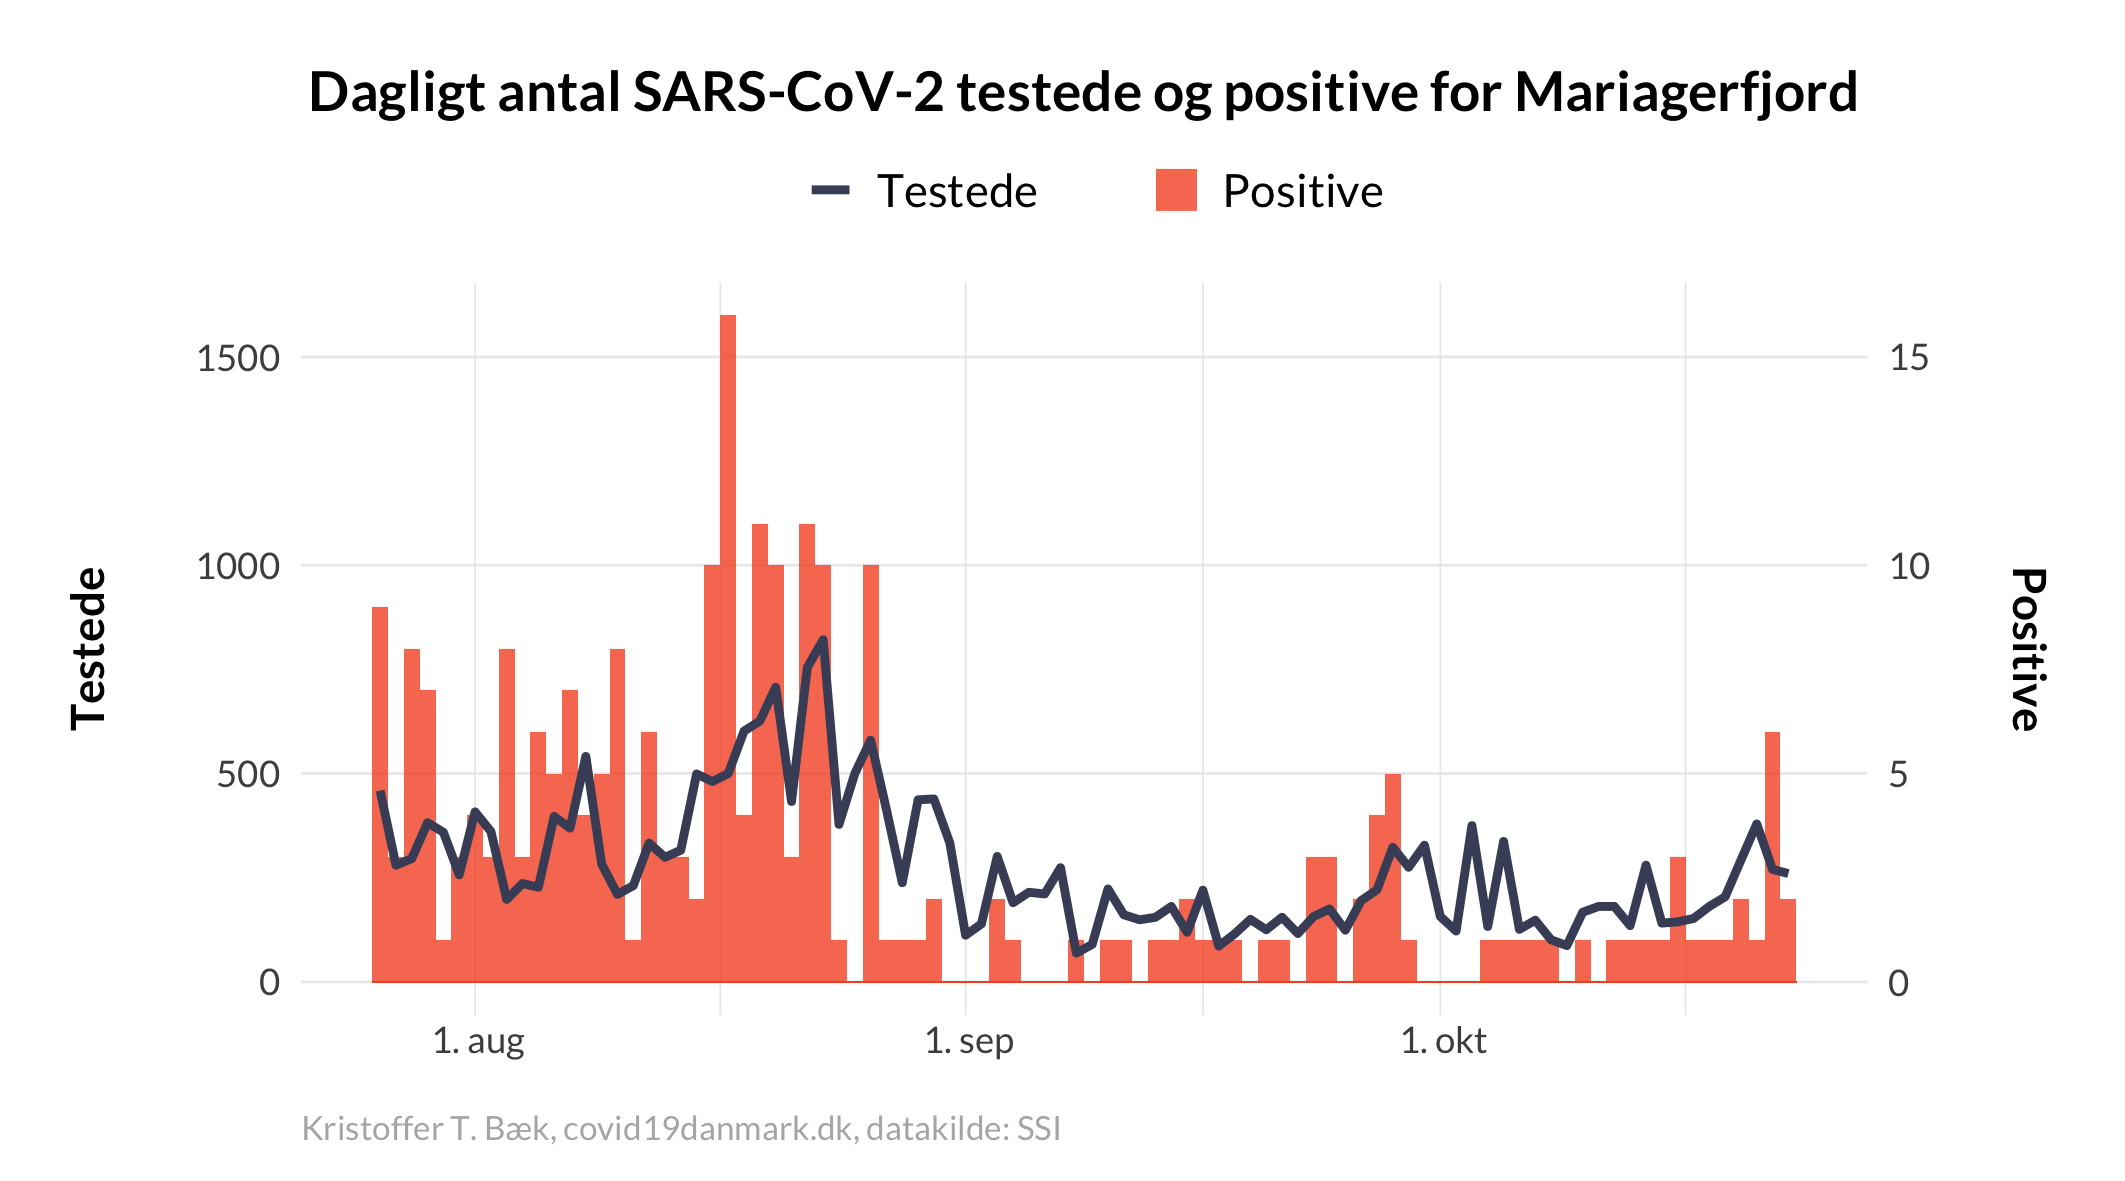 Dagligt antal SARS-CoV-2 testede og positive for Mariagerfjord
Testede
Positive
1500
1000
500
0
15
10
5
0
Testede
Positive
1. aug
1. sep
1. okt
Kristoffer T. Bæk, covid19danmark.dk, datakilde: SSI